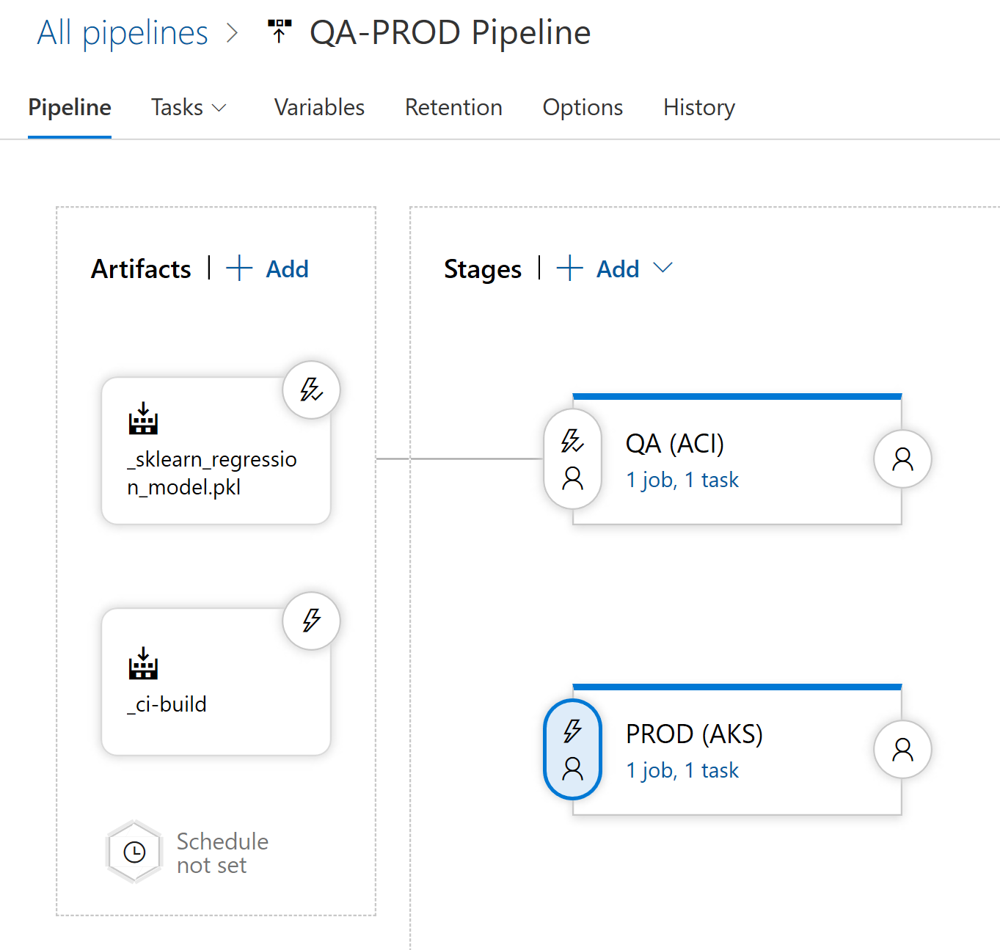 All pipelines > QA-PROD Pipeline
Pipeline Tasks Variables Retention Options History
Artifacts | + Add
Stages | + Add
_sklearn_regressio
n_model.pkl
QA (ACI)
1 job, 1 task
_ci-build
PROD (AKS)
1 job, 1 task
Schedule
not set